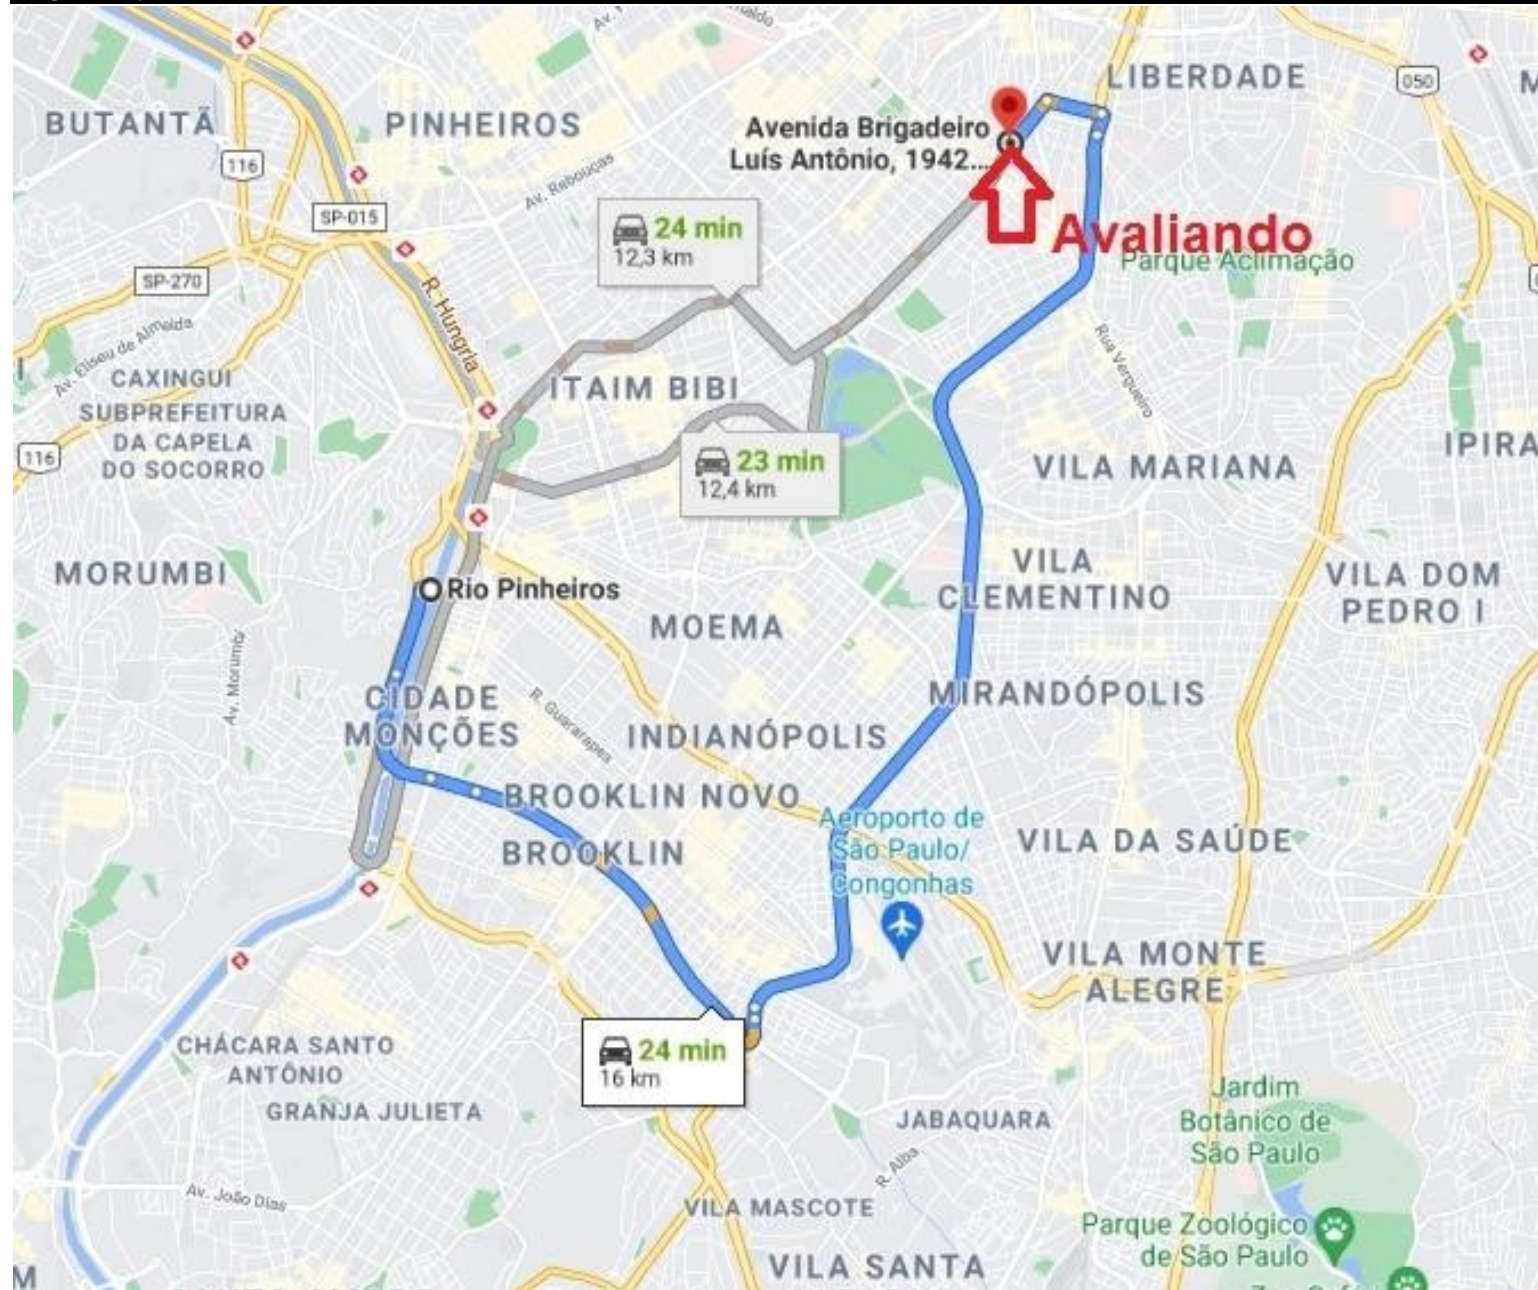 LIBERDADE
050
BUTANTÃ
PINHEIROS
116
Avenida Brigadeiro
Luís Antônio, 1942...
Av. Rebouças
SP-015
24 min
12,3 km
Avaliando
Parque Aclimação
SP-270
R. Hungria
Av. Eliseu de Almeida
Rua Vergueiro
CAXINGUI
SUBPREFEITURA
DA CAPELA
DO SOCORRO
ITAIM BIBI
116
23 min
12,4 km
VILA MARIANA
IPIRA
MORUMBI
Rio Pinheiros
VILA
CLEMENTINO
VILA DOM
PEDRO I
MOEMA
Av. Morumbi
CIDADE
MONÇÕES
R. Guararapes
INDIANÓPOLIS
MIRANDÓPOLIS
BROOKLIN NOVO
BROOKLIN
Aeroporto de
São Paulo/
Congonhas
VILA DA SAÚDE
VILA MONTE
ALEGRE
24 min
16 km
CHÁCARA SANTO
ANTÔNIO
GRANJA JULIETA
JABAQUARA
Jardim
Botânico de
São Paulo
R. Alba
Av. João Dias
VILA MASCOTE
Parque Zoológico
de São Paulo
VILA SANTA
M